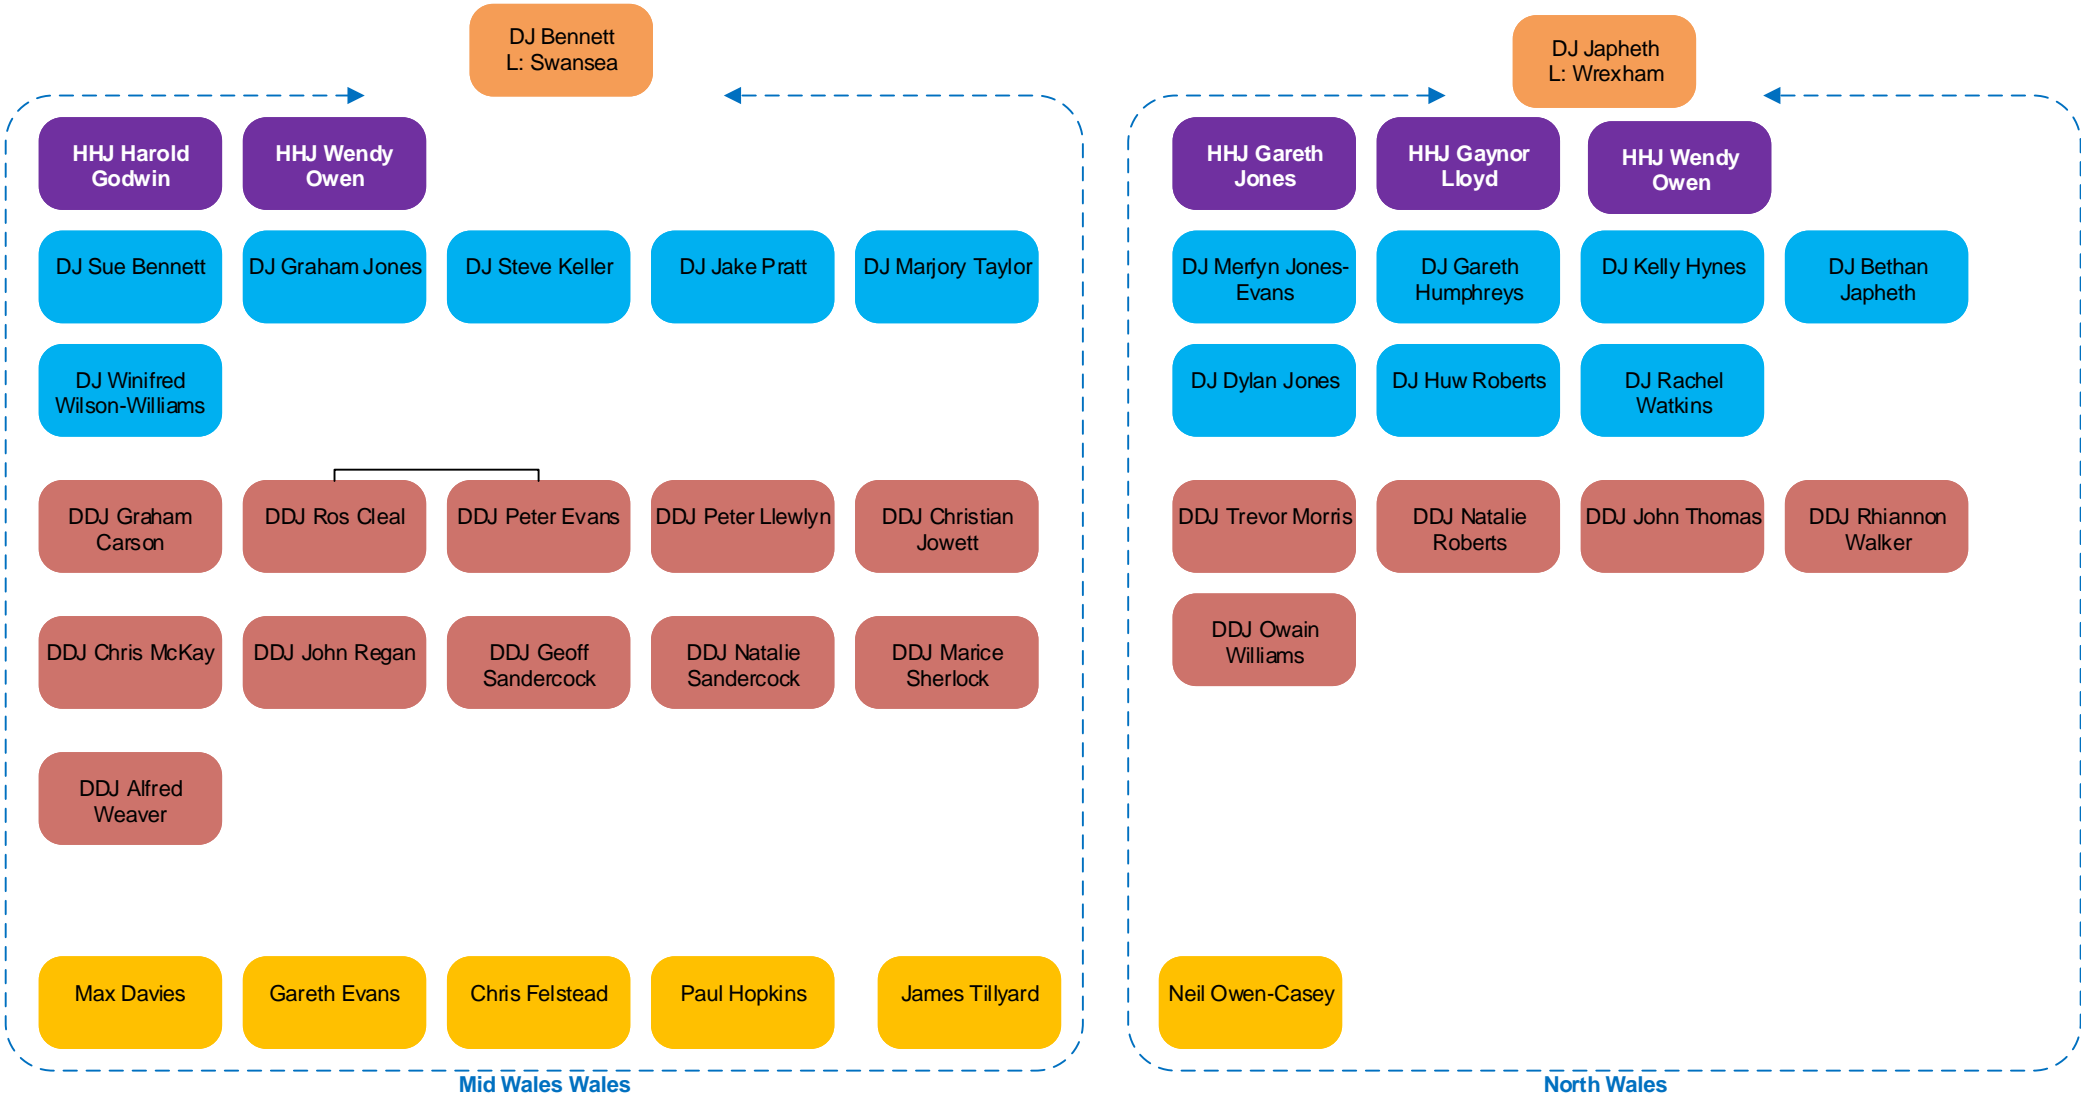 DJ Bennett
L: Swansea
HHJ Harold
Godwin
HHJ Wendy
Owen
DJ Sue Bennett
DJ Graham Jones
DJ Steve Keller
DJ Jake Pratt
DJ Marjory Taylor
DJ Winifred
Wilson-Williams
DDJ Graham
Carson
DDJ Ros Cleal
DDJ Peter Evans
DDJ Peter Llewlyn
DDJ Christian
Jowett
DDJ Chris McKay
DDJ John Regan
DDJ Geoff
Sandercock
DDJ Natalie
Sandercock
DDJ Marice
Sherlock
DDJ Alfred
Weaver
Max Davies
Gareth Evans
Chris Felstead
Paul Hopkins
James Tillyard
Mid Wales Wales
DJ Japheth
L: Wrexham
HHJ Gareth
Jones
HHJ Gaynor
Lloyd
HHJ Wendy
Owen
DJ Merfyn Jones-
Evans
DJ Gareth
Humphreys
DJ Kelly Hynes
DJ Bethan
Japheth
DJ Dylan Jones
DJ Huw Roberts
DJ Rachel
Watkins
DDJ Trevor Morris
DDJ Natalie
Roberts
DDJ John Thomas
DDJ Rhiannon
Walker
DDJ Owain
Williams
Neil Owen-Casey
North Wales